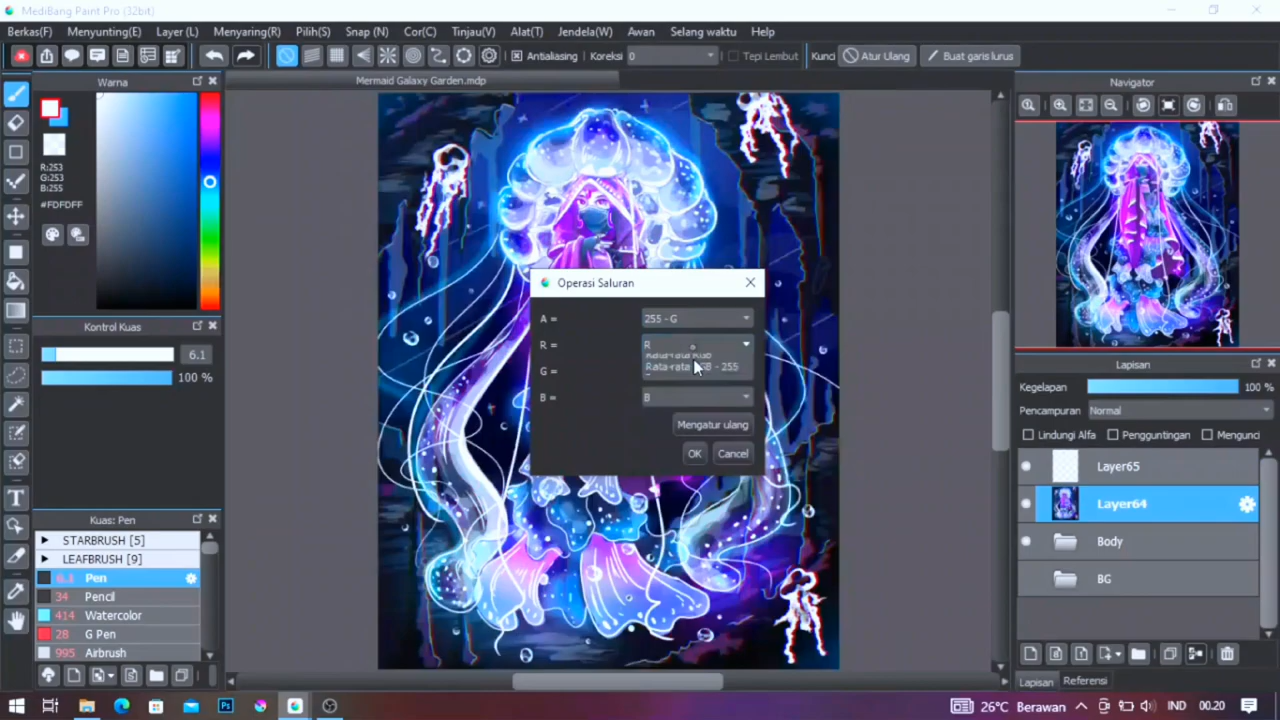 MediBang Paint Pro (32bit)
Berkas(F) Menyunting(E) Layer (L) Menyaring(R) Pilih(S) Snap (N) Cor(C) Tinjau(V) Alat(T) Jendela(W) Awan Selang waktu Help
Antialiasing Koreksi 0 Tepi Lembut Kunci Atur Ulang Buat garis lurus
Warna
Mermaid Galaxy Garden.mdp
Navigator
R:253
G:253
B:255
#FDFDFF
Kontrol Kuas
6.1
100 %
Operasi Saluran
A = 255 - G
R = R
Rata-rata - 255
G =
B = B
Mengatur ulang
OK Cancel
Lapisan
Kegelapan 100 %
Pencampuran Normal
Lindungi Alfa Pengguntingan Mengunci
Layer65
Layer64
Body
BG
Lapisan Referensi
Kuas: Pen
STARBRUSH [5]
LEAFBRUSH [9]
6.1 Pen
34 Pencil
414 Watercolor
28 G Pen
995 Airbrush
Ps 26°C Berawan IND 00.20